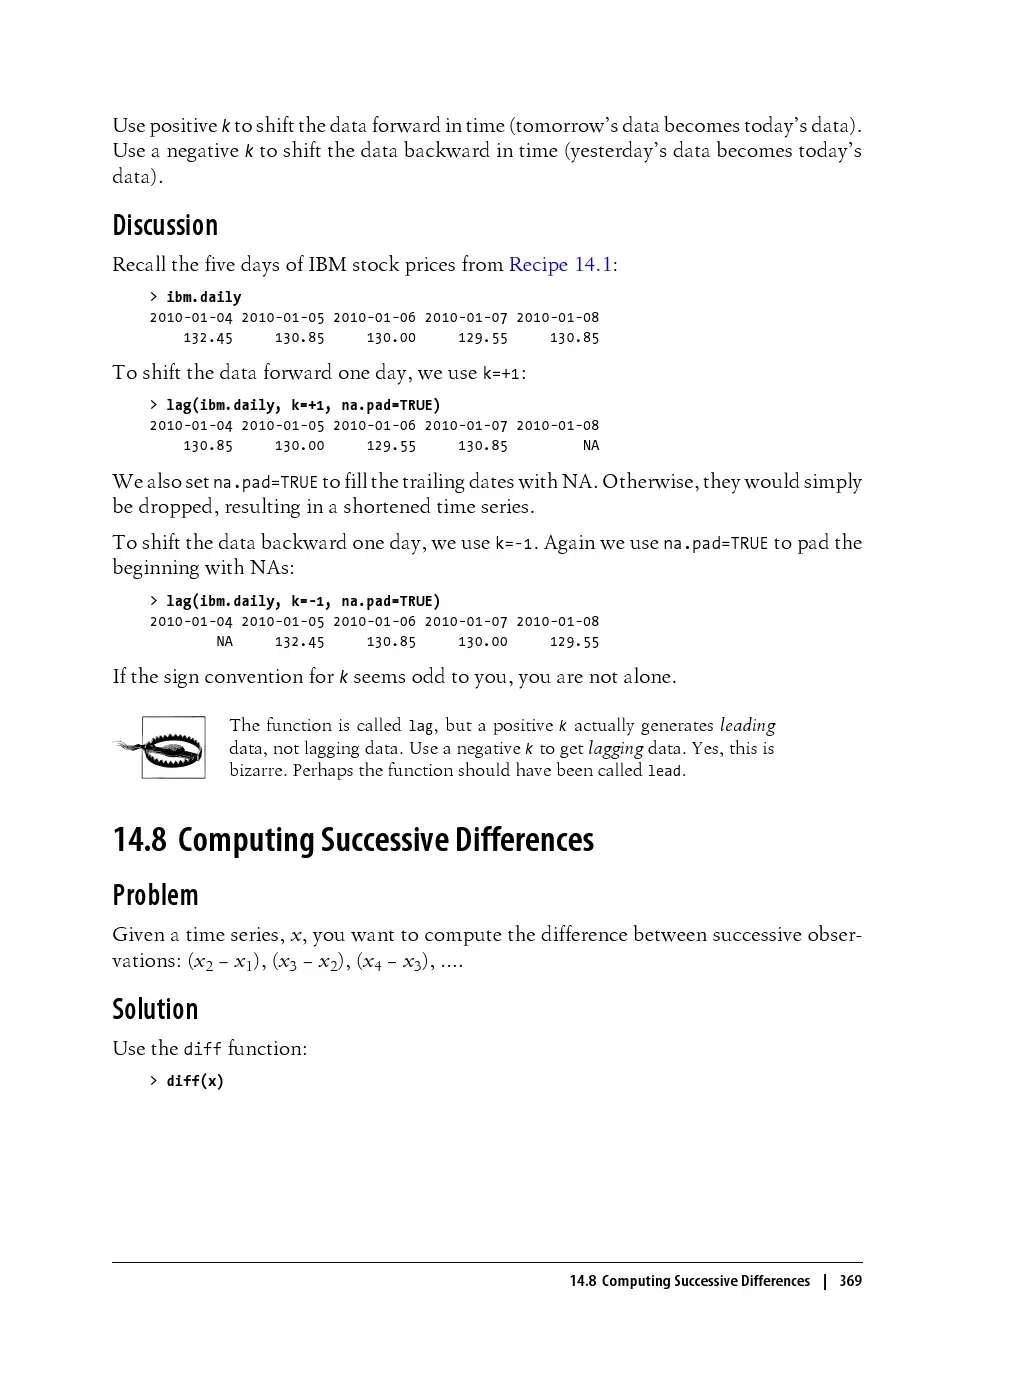 Use positive k to shift the data forward in time (tomorrow’s data becomes today’s data).
Use a negative k to shift the data backward in time (yesterday’s data becomes today’s
data).
Discussion
Recall the five days of IBM stock prices from Recipe 14.1:
> ibm.daily
2010-01-04 2010-01-05 2010-01-06 2010-01-07 2010-01-08
132.45 130.85 130.00 129.55 130.85
To shift the data forward one day, we use k=+1:
> lag(ibm.daily, k=+1, na.pad=TRUE)
2010-01-04 2010-01-05 2010-01-06 2010-01-07 2010-01-08
130.85 130.00 129.55 130.85 NA
We also set na.pad=TRUE to fill the trailing dates with NA. Otherwise, they would simply
be dropped, resulting in a shortened time series.
To shift the data backward one day, we use k=-1. Again we use na.pad=TRUE to pad the
beginning with NAs:
> lag(ibm.daily, k=-1, na.pad=TRUE)
2010-01-04 2010-01-05 2010-01-06 2010-01-07 2010-01-08
NA 132.45 130.85 130.00 129.55
If the sign convention for k seems odd to you, you are not alone.
The function is called lag, but a positive k actually generates leading
data, not lagging data. Use a negative k to get lagging data. Yes, this is
bizarre. Perhaps the function should have been called lead.
14.8 Computing Successive Differences
Problem
Given a time series, x, you want to compute the difference between successive obser-
vations: (x2 – x1), (x3 – x2), (x4 – x3), ....
Solution
Use the diff function:
> diff(x)
14.8 Computing Successive Differences | 369